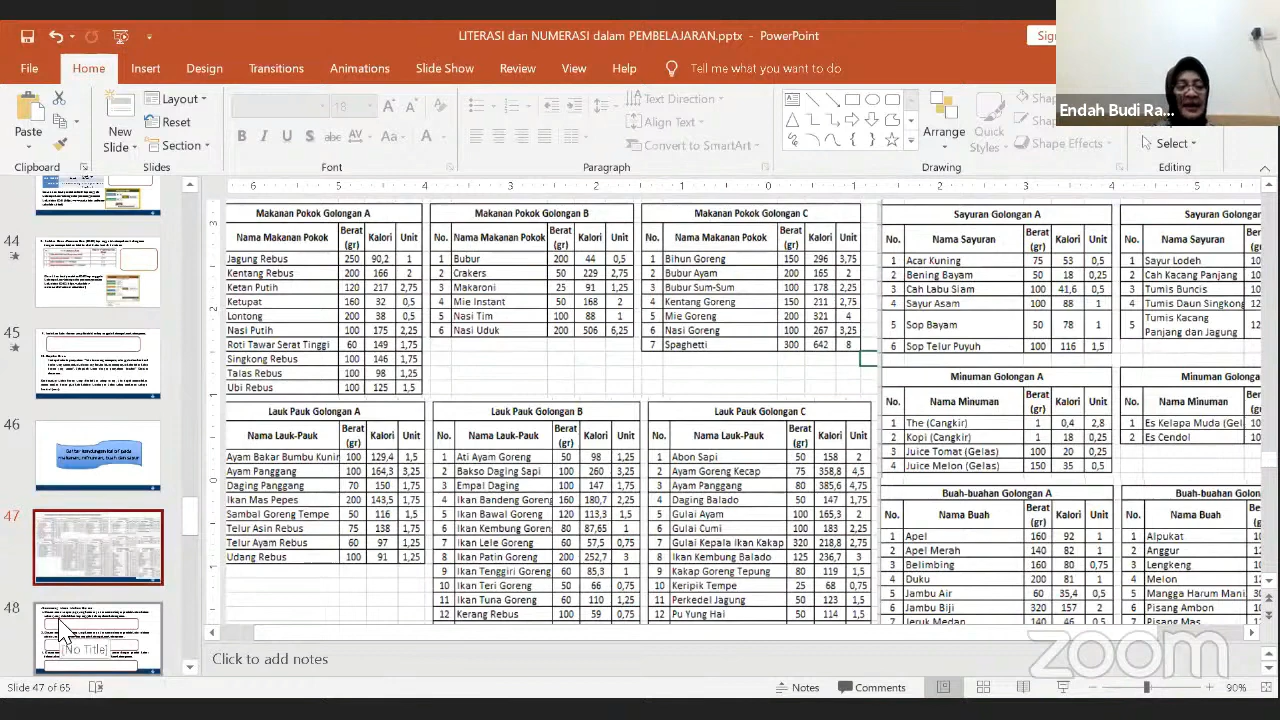 LITERASI dan NUMERASI dalam PEMBELAJARAN.pptx - PowerPoint
File Home Insert Design Transitions Animations Slide Show Review View Help Tell me what you want to do
Endah Budi Ra...
Paste
New Slide
Layout
Reset
Section
18
Text Direction
Align Text
Convert to SmartArt
Arrange
Quick Styles
Shape Effects
Select
Clipboard Slides Font Paragraph Drawing Editing
44
45
46
47
48
[No Title]
Makanan Pokok Golongan A
Nama Makanan Pokok Berat (gr) Kalori Unit
Jagung Rebus 250 90,2 1
Kentang Rebus 200 166 2
Ketan Putih 120 217 2,75
Ketupat 160 32 0,5
Lontong 200 38 0,5
Nasi Putih 100 175 2,25
Roti Tawar Serat Tinggi 60 149 1,75
Singkong Rebus 100 146 1,75
Talas Rebus 100 98 1,25
Ubi Rebus 100 125 1,5
Makanan Pokok Golongan B
No. Nama Makanan Pokok Berat (gr) Kalori Unit
1 Bubur 200 44 0,5
2 Crakers 50 229 2,75
3 Makaroni 25 91 1,25
4 Mie Instant 50 168 2
5 Nasi Tim 100 88 1
6 Nasi Uduk 200 506 6,25
Makanan Pokok Golongan C
No. Nama Makanan Pokok Berat (gr) Kalori Unit
1 Bihun Goreng 150 296 3,75
2 Bubur Ayam 200 165 2
3 Bubur Sum-Sum 100 178 2,25
4 Kentang Goreng 150 211 2,75
5 Mie Goreng 200 321 4
6 Nasi Goreng 100 267 3,25
7 Spaghetti 300 642 8
Sayuran Golongan A
No. Nama Sayuran Berat (gr) Kalori Unit
1 Acar Kuning 75 53 0,5
2 Bening Bayam 50 18 0,25
3 Cah Labu Siam 100 41,6 0,5
4 Sayur Asam 100 88 1
5 Sop Bayam 50 78 1
6 Sop Telur Puyuh 100 116 1,5
Sayuran Golong
No. Nama Sayuran
1 Sayur Lodeh 10
2 Cah Kacang Panjang 10
3 Tumis Buncis 10
4 Tumis Daun Singkong 10
5 Tumis Kacang Panjang dan Jagung 12
Lauk Pauk Golongan A
Nama Lauk-Pauk Berat (gr) Kalori Unit
Ayam Bakar Bumbu Kunir 100 129,4 1,5
Ayam Panggang 100 164,3 3,25
Daging Panggang 70 150 1,75
Ikan Mas Pepes 200 143,5 1,75
Sambal Goreng Tempe 50 116 1,5
Telur Asin Rebus 75 138 1,75
Telur Ayam Rebus 60 97 1,25
Udang Rebus 100 91 1,25
Lauk Pauk Golongan B
No. Nama Lauk-Pauk Berat (gr) Kalori Unit
1 Ati Ayam Goreng 50 98 1,25
2 Bakso Daging Sapi 100 260 3,25
3 Empal Daging 100 147 1,75
4 Ikan Bandeng Goreng 160 180,7 2,25
5 Ikan Bawal Goreng 120 113,3 1,5
6 Ikan Kembung Goren 80 87,65 1
7 Ikan Lele Goreng 60 57,5 0,75
8 Ikan Patin Goreng 200 252,7 3
9 Ikan Tenggiri Goreng 60 85,3 1
10 Ikan Teri Goreng 50 66 0,75
11 Ikan Tuna Goreng 60 110 1,25
12 Kerang Rebus 100 59 0,75
Lauk Pauk Golongan C
No. Nama Lauk-Pauk Berat (gr) Kalori Unit
1 Abon Sapi 50 158 2
2 Ayam Goreng Kecap 75 358,8 4,5
3 Ayam Panggang 80 385,6 4,75
4 Daging Balado 50 147 1,75
5 Gulai Ayam 100 165,3 2
6 Gulai Cumi 100 183 2,25
7 Gulai Kepala Ikan Kakap 320 218,8 2,75
8 Ikan Kembung Balado 125 236,7 3
9 Kakap Goreng Tepung 80 119 1,5
10 Keripik Tempe 25 68 0,75
11 Perkedel Jagung 50 123 1,5
12 Pu Yung Hai 50 114 1,5
Minuman Golongan A
No. Nama Minuman Berat (gr) Kalori Unit
1 The (Cangkir) 1 0,4 2,8
2 Kopi (Cangkir) 1 18 0,25
3 Juice Tomat (Gelas) 100 20 0,25
4 Juice Melon (Gelas) 150 35 0,5
Minuman Golonga
No. Nama Minuman
1 Es Kelapa Muda (Gel
2 Es Cendol
Buah-buahan Golongan A
No. Nama Buah Berat (gr) Kalori Unit
1 Apel 160 92 1
2 Apel Merah 140 82 1
3 Belimbing 160 80 0,75
4 Duku 200 81 1
5 Jambu Air 60 35,4 0,5
6 Jambu Biji 320 157 2
7 Jeruk Medan
Buah-buahan Golong
No. Nama Buah
1 Alpukat 10
2 Anggur
3 Lengkeng
4 Melon
5 Mangga Harum Mani
6 Pisang Ambon
7 Pisang Mas
Click to add notes
zoom
Slide 47 of 65 Notes Comments 90%